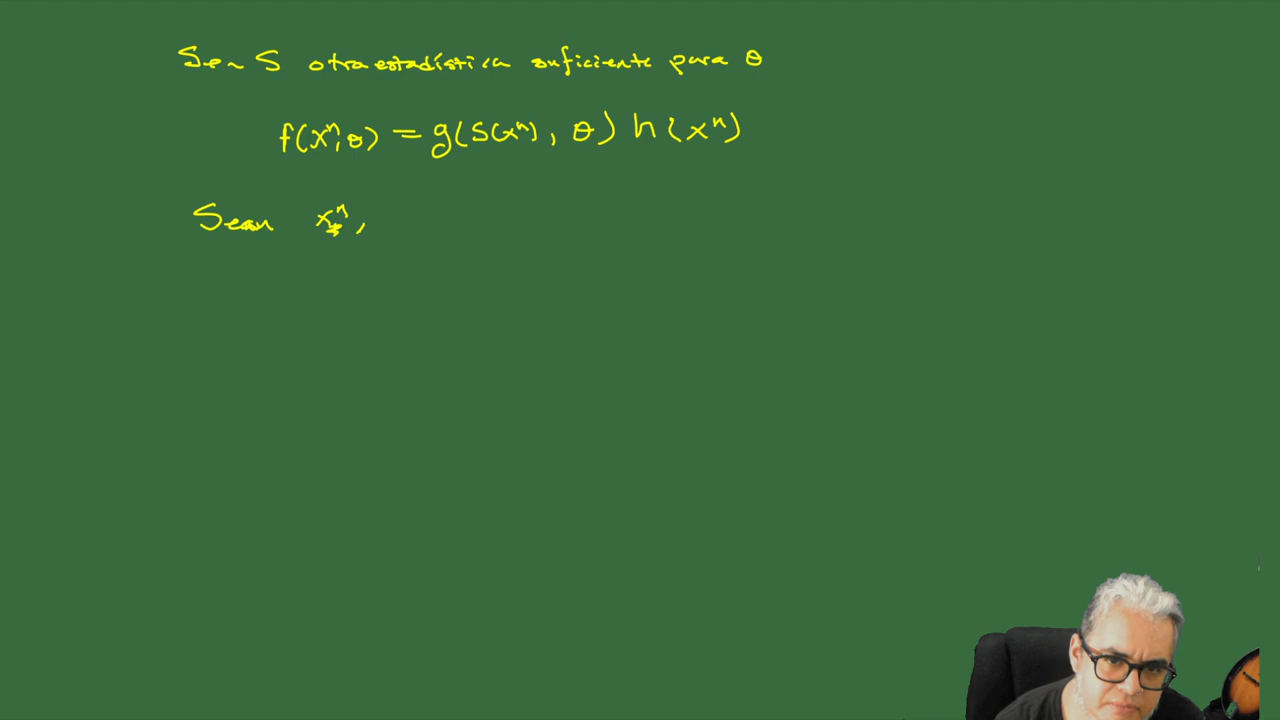 Sea S otra estadística suficiente para θ
f(xⁿ; θ) = g(S(xⁿ), θ) h(xⁿ)
Sean x*ⁿ,